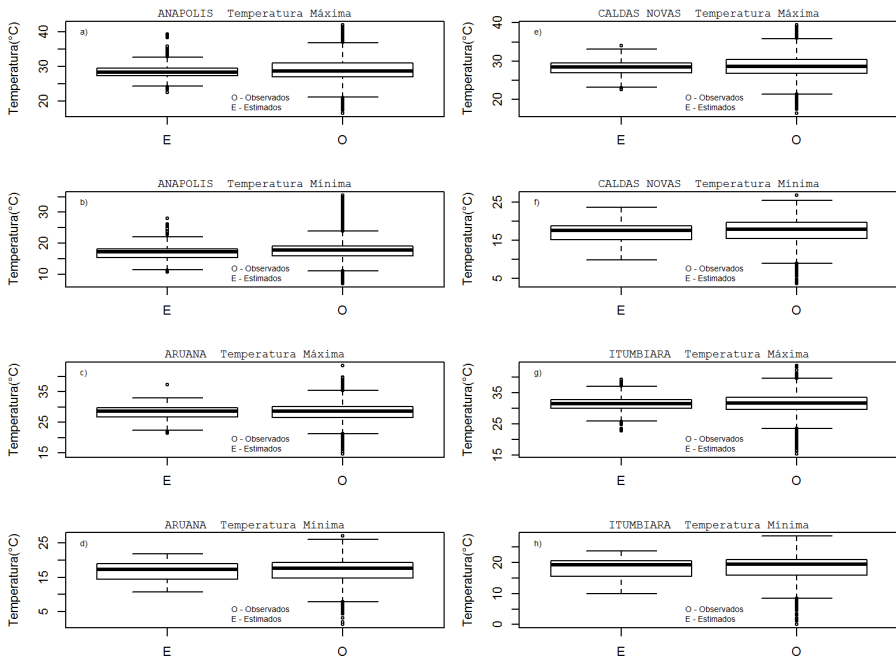 ANAPOLIS Temperatura Máxima
a)
Temperatura(°C)
40
30
20
O - Observados
E - Estimados
E
O
ANAPOLIS Temperatura Mínima
b)
Temperatura(°C)
30
20
10
O - Observados
E - Estimados
E
O
ARUANA Temperatura Máxima
c)
Temperatura(°C)
35
25
15
O - Observados
E - Estimados
E
O
ARUANA Temperatura Mínima
d)
Temperatura(°C)
25
15
5
O - Observados
E - Estimados
E
O
CALDAS NOVAS Temperatura Máxima
e)
Temperatura(°C)
40
30
20
O - Observados
E - Estimados
E
O
CALDAS NOVAS Temperatura Mínima
f)
Temperatura(°C)
25
15
5
O - Observados
E - Estimados
E
O
ITUMBIARA Temperatura Máxima
g)
Temperatura(°C)
35
25
15
O - Observados
E - Estimados
E
O
ITUMBIARA Temperatura Mínima
h)
Temperatura(°C)
20
10
0
O - Observados
E - Estimados
E
O